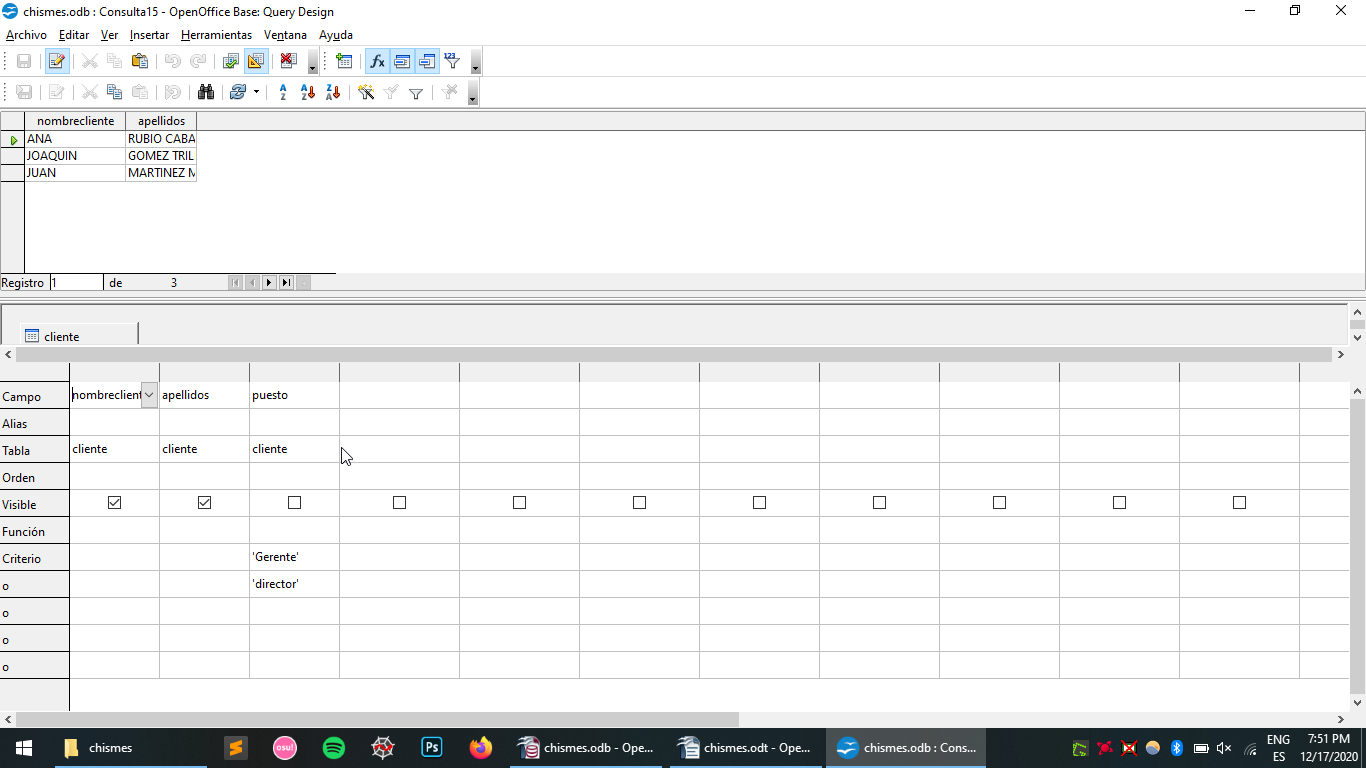 chismes.odb : Consulta15 - OpenOffice Base: Query Design
Archivo Editar Ver Insertar Herramientas Ventana Ayuda
nombrecliente apellidos
ANA RUBIO CABA
JOAQUIN GOMEZ TRIL
JUAN MARTINEZ M
Registro 1 de 3
cliente
Campo nombreclient apellidos puesto
Alias
Tabla cliente cliente cliente
Orden
Visible
Función
Criterio 'Gerente'
o 'director'
o
o
o
chismes osu! Ps chismes.odb - Ope... chismes.odt - Ope... chismes.odb : Cons... ENG 7:51 PM
ES 12/17/2020